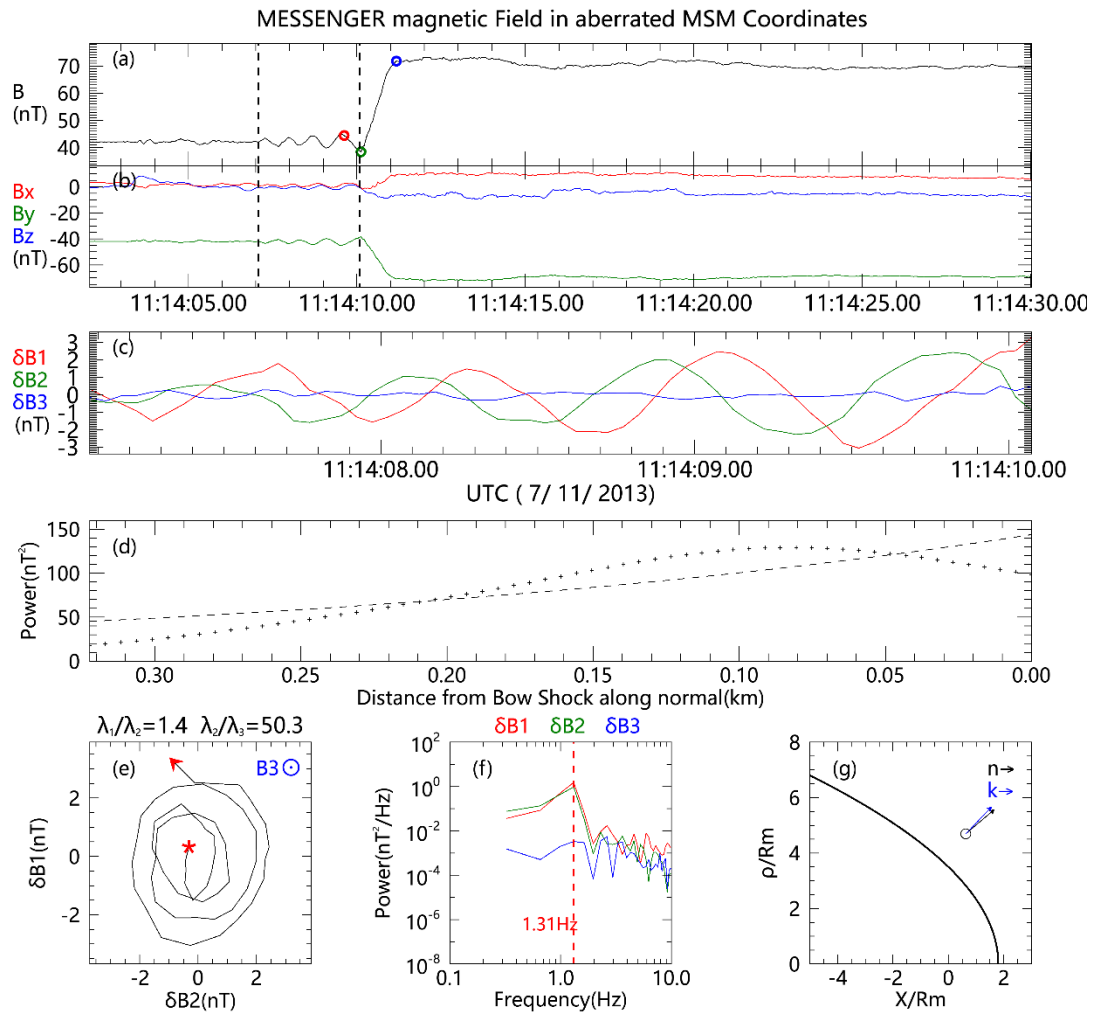 MESSENGER magnetic Field in aberrated MSM Coordinates
(a)
B
(nT)
70
60
50
40
(b)
Bx
By
Bz
(nT)
0
-20
-40
-60
11:14:05.00 11:14:10.00 11:14:15.00 11:14:20.00 11:14:25.00 11:14:30.00
(c)
δB1
δB2
δB3
(nT)
3
2
1
0
-1
-2
-3
11:14:08.00 11:14:09.00 11:14:10.00
UTC ( 7/ 11/ 2013)
(d)
Power(nT²)
150
100
50
0
0.30 0.25 0.20 0.15 0.10 0.05 0.00
Distance from Bow Shock along normal(km)
λ₁/λ₂=1.4 λ₂/λ₃=50.3
(e)
B3
δB1(nT)
2
0
-2
-2 0 2
δB2(nT)
δB1 δB2 δB3
(f)
Power(nT²/Hz)
10²
10⁰
10⁻²
10⁻⁴
10⁻⁶
10⁻⁸
1.31Hz
0.1 1.0 10.0
Frequency(Hz)
(g)
n→
k→
ρ/Rm
8
6
4
2
0
-4 -2 0 2
X/Rm